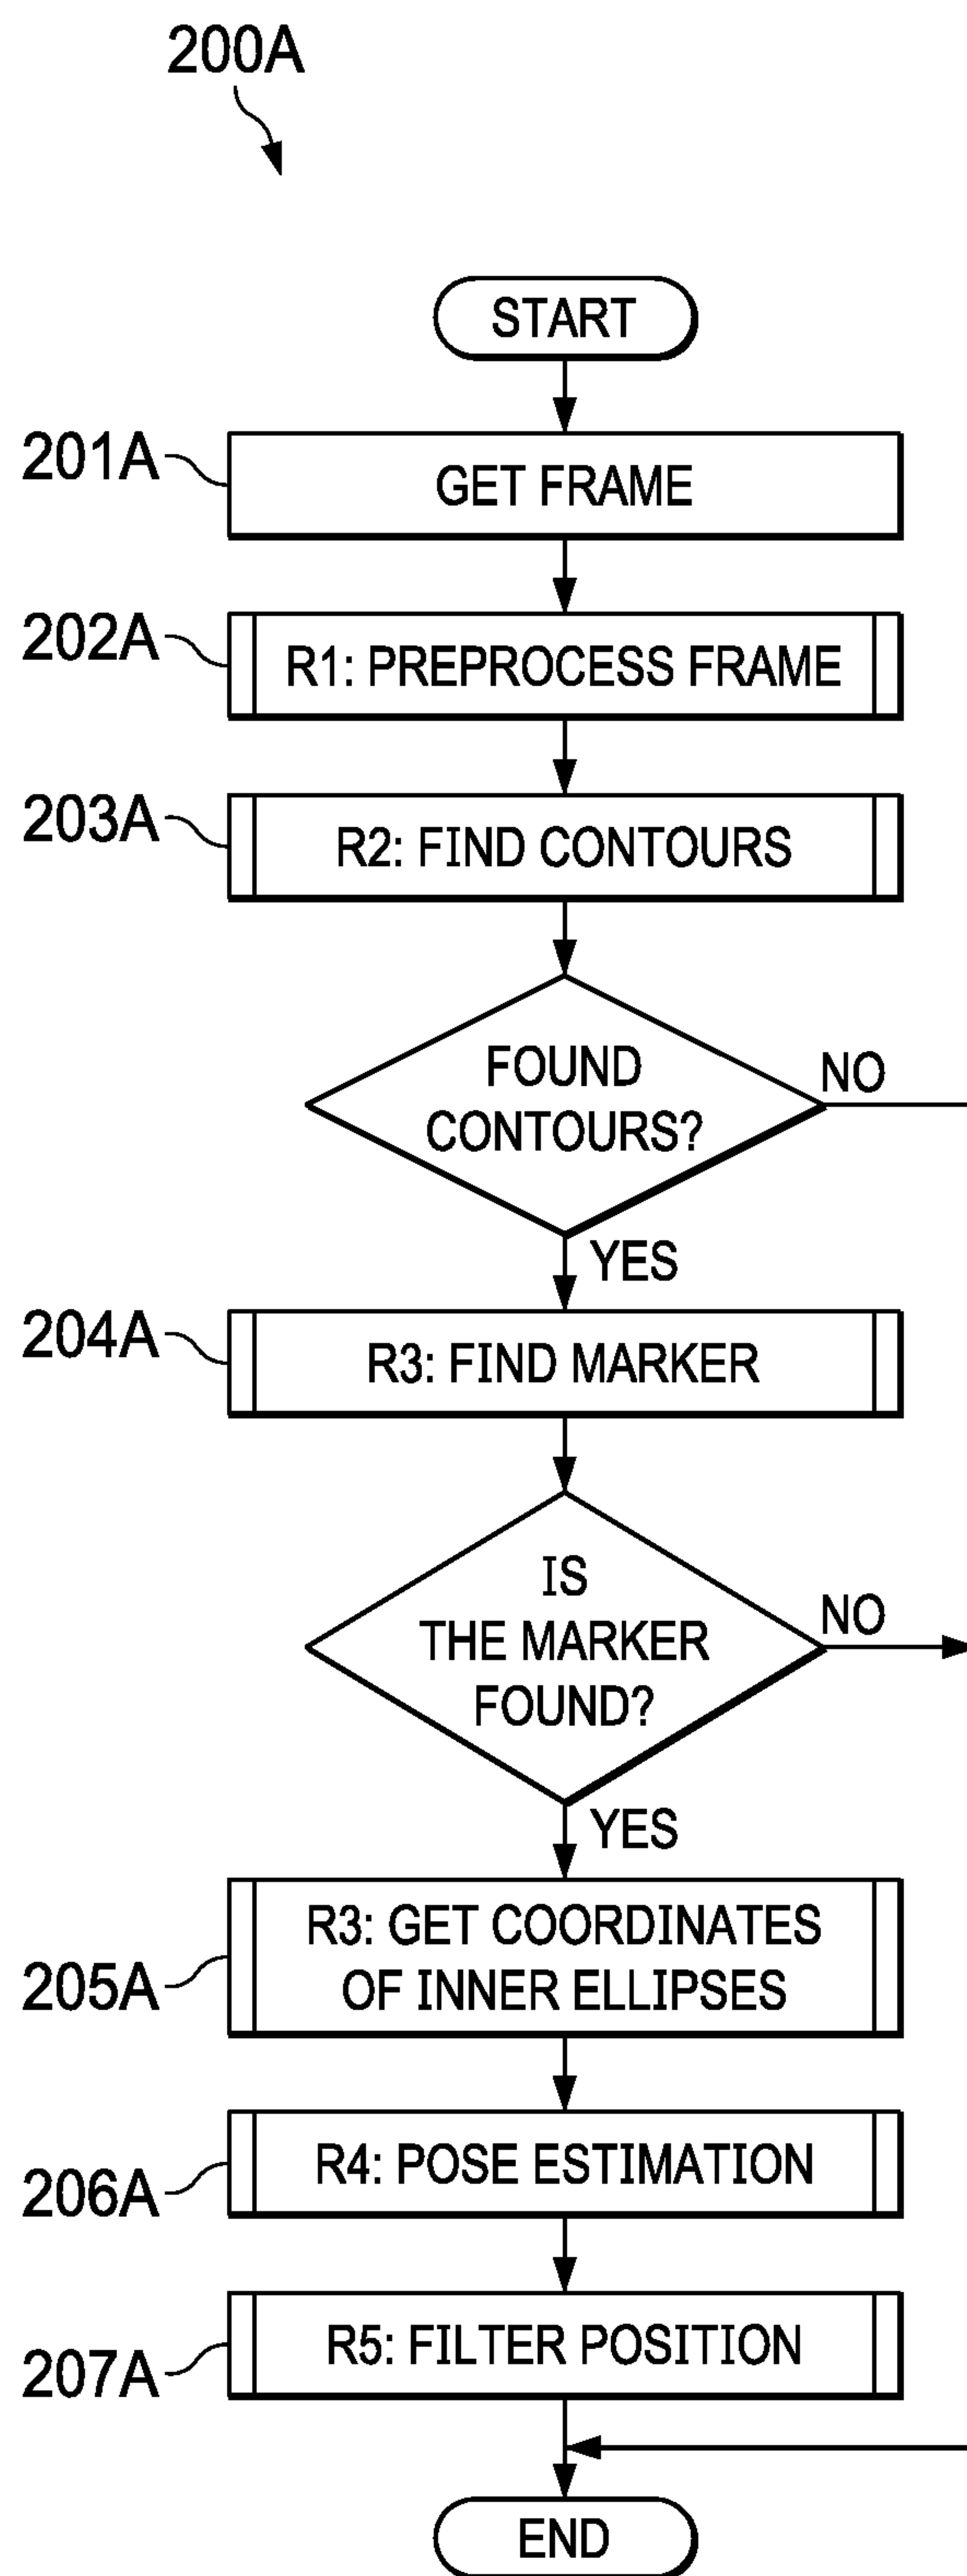 200A
START
201A
GET FRAME
202A
R1: PREPROCESS FRAME
203A
R2: FIND CONTOURS
FOUND
CONTOURS?
NO
YES
204A
R3: FIND MARKER
IS
THE MARKER
FOUND?
NO
YES
205A
R3: GET COORDINATES
OF INNER ELLIPSES
206A
R4: POSE ESTIMATION
207A
R5: FILTER POSITION
END